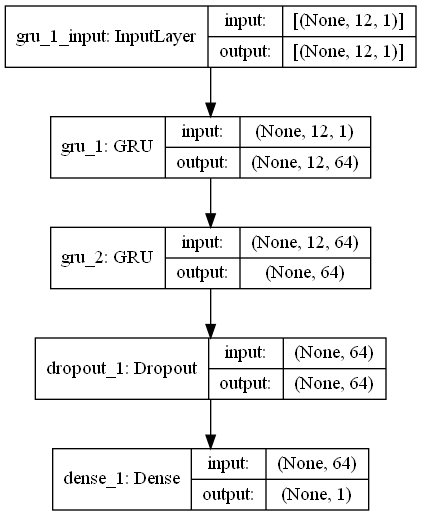 gru_1_input: InputLayer
input: [(None, 12, 1)]
output: [(None, 12, 1)]
gru_1: GRU
input: (None, 12, 1)
output: (None, 12, 64)
gru_2: GRU
input: (None, 12, 64)
output: (None, 64)
dropout_1: Dropout
input: (None, 64)
output: (None, 64)
dense_1: Dense
input: (None, 64)
output: (None, 1)